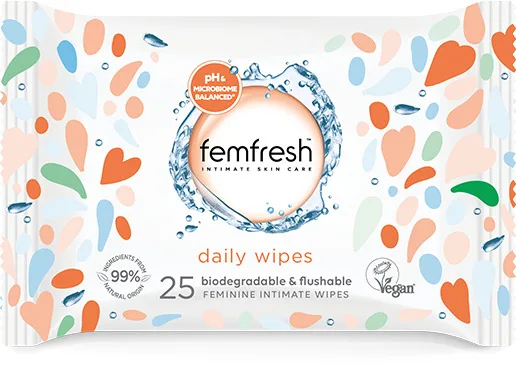 pH &
MICROBIOME
BALANCED*
femfresh™
INTIMATE SKIN CARE
daily wipes
INGREDIENTS FROM
99%
NATURAL ORIGIN
25 biodegradable & flushable
FEMININE INTIMATE WIPES
Vegan